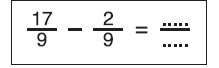 17/9 - 2/9 = ...../.....